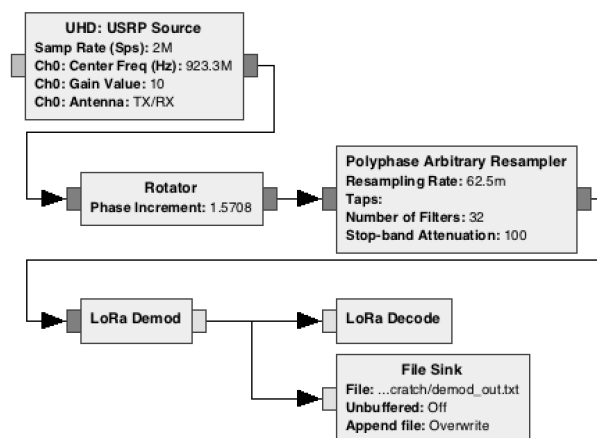 UHD: USRP Source
Samp Rate (Sps): 2M
Ch0: Center Freq (Hz): 923.3M
Ch0: Gain Value: 10
Ch0: Antenna: TX/RX
Rotator
Phase Increment: 1.5708
Polyphase Arbitrary Resampler
Resampling Rate: 62.5m
Taps:
Number of Filters: 32
Stop-band Attenuation: 100
LoRa Demod
LoRa Decode
File Sink
File: ...cratch/demod_out.txt
Unbuffered: Off
Append file: Overwrite